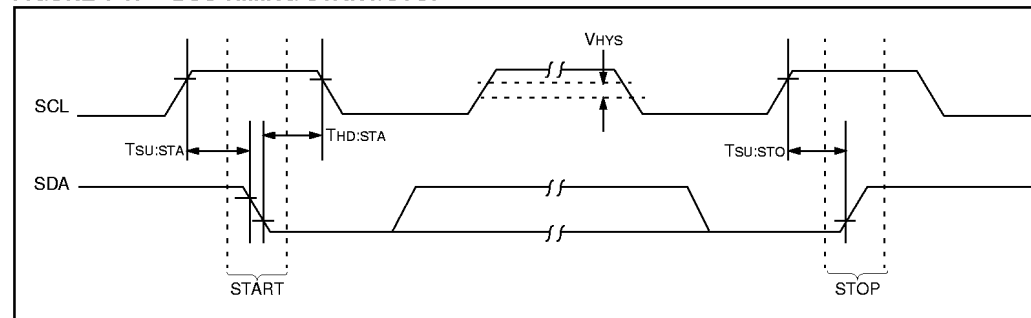 VHYS
SCL
TSU:STA
THD:STA
TSU:STO
SDA
START
STOP